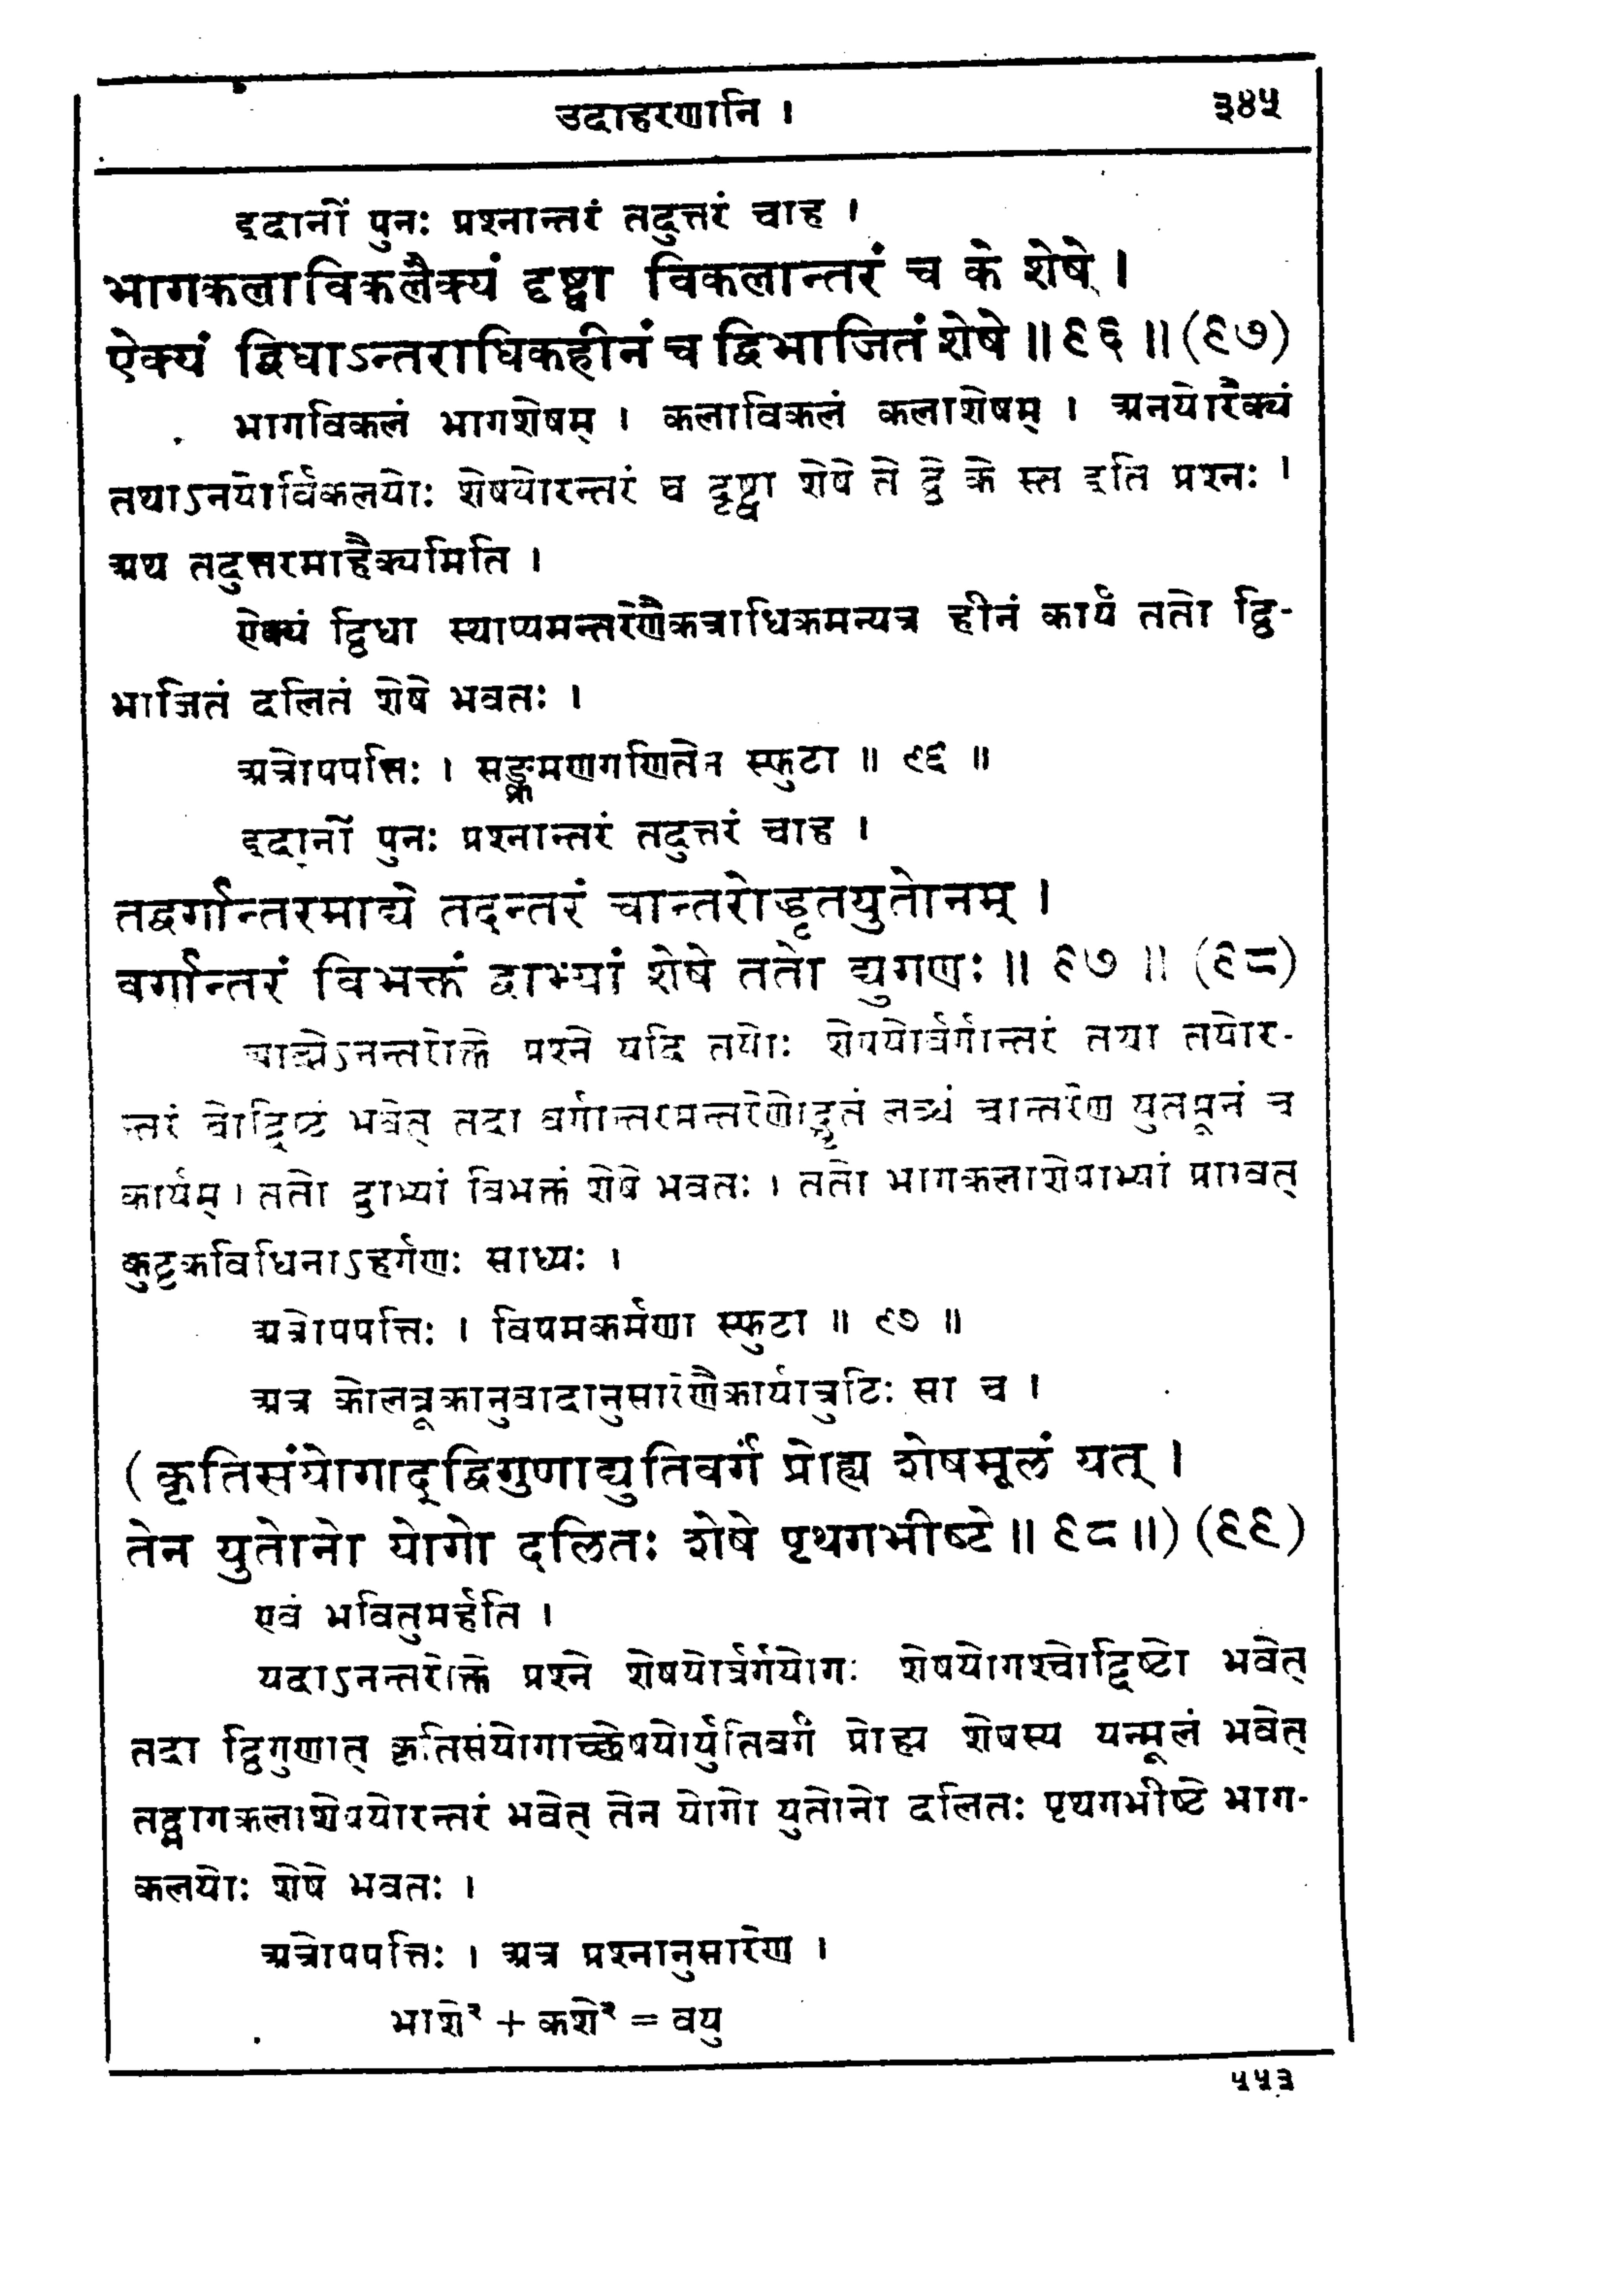 उदाहरणानि । ३४५
इदानीं पुनः प्रश्नान्तरं तदुत्तरं चाह ।
भागकलाविकलैक्यं दृष्ट्वा विकलान्तरं च के शेषे ।
ऐक्यं द्विधाऽन्तराधिकहीनं च द्विभाजितं शेषे ॥ ९६ ॥ (९७)
भागविकलं भागशेषम् । कलाविकलं कलाशेषम् । अनयोरैक्यं
तथाऽनयोर्विकलयोः शेषयोरन्तरं च दृष्ट्वा शेषे ते द्वे के स्त इति प्रश्नः ।
अथ तदुत्तरमाहैक्यमिति ।
ऐक्यं द्विधा स्थाप्यमन्तरेणैकत्राधिकमन्यत्र हीनं कार्यं ततो द्वि-
भाजितं दलितं शेषे भवतः ।
अत्रोपपत्तिः । सङ्क्रमणगणितेन स्फुटा ॥ ९६ ॥
इदानीं पुनः प्रश्नान्तरं तदुत्तरं चाह ।
तद्वर्गान्तरमाद्ये तदन्तरं चान्तरोद्धृतयुतोनम् ।
वर्गान्तरं विभक्तं द्वाभ्यां शेषे ततो द्युगणः ॥ ९७ ॥ (९८)
आद्येऽनन्तरोक्ते प्रश्ने यदि तयोः शेषयोर्वर्गान्तरं तथा तयोर-
न्तरं चोद्दिष्टं भवेत् तदा वर्गान्तरमन्तरेणोद्धृतं लब्धं चान्तरेण युतमूनं च
कार्यम् । ततो द्वाभ्यां विभक्तं शेषे भवतः । ततो भागकलाशेषाभ्यां प्राग्वत्
कुट्टकविधिनाऽहर्गणः साध्यः ।
अत्रोपपत्तिः । विषमकर्मणा स्फुटा ॥ ९७ ॥
अत्र कोलब्रूकानुवादानुसारेणैकार्यात्रुटिः सा च ।
(कृतिसंयोगाद्द्विगुणाद्युतिवर्गं प्रोह्य शेषमूलं यत् ।
तेन युतोनो योगो दलितः शेषे पृथगभीष्टे ॥ ९८ ॥) (९९)
एवं भवितुमर्हति ।
यदाऽनन्तरोक्ते प्रश्ने शेषयोर्वर्गयोगः शेषयोगश्चोद्दिष्टो भवेत्
तदा द्विगुणात् कृतिसंयोगाच्छेषयोर्युतिवर्गं प्रोह्य शेषस्य यन्मूलं भवेत्
तद्भागकलाशेषयोरन्तरं भवेत् तेन योगो युतोनो दलितः पृथगभीष्टे भाग-
कलयोः शेषे भवतः ।
अत्रोपपत्तिः । अत्र प्रश्नानुसारेण ।
भाशे² + कशे² = वयु
५५३